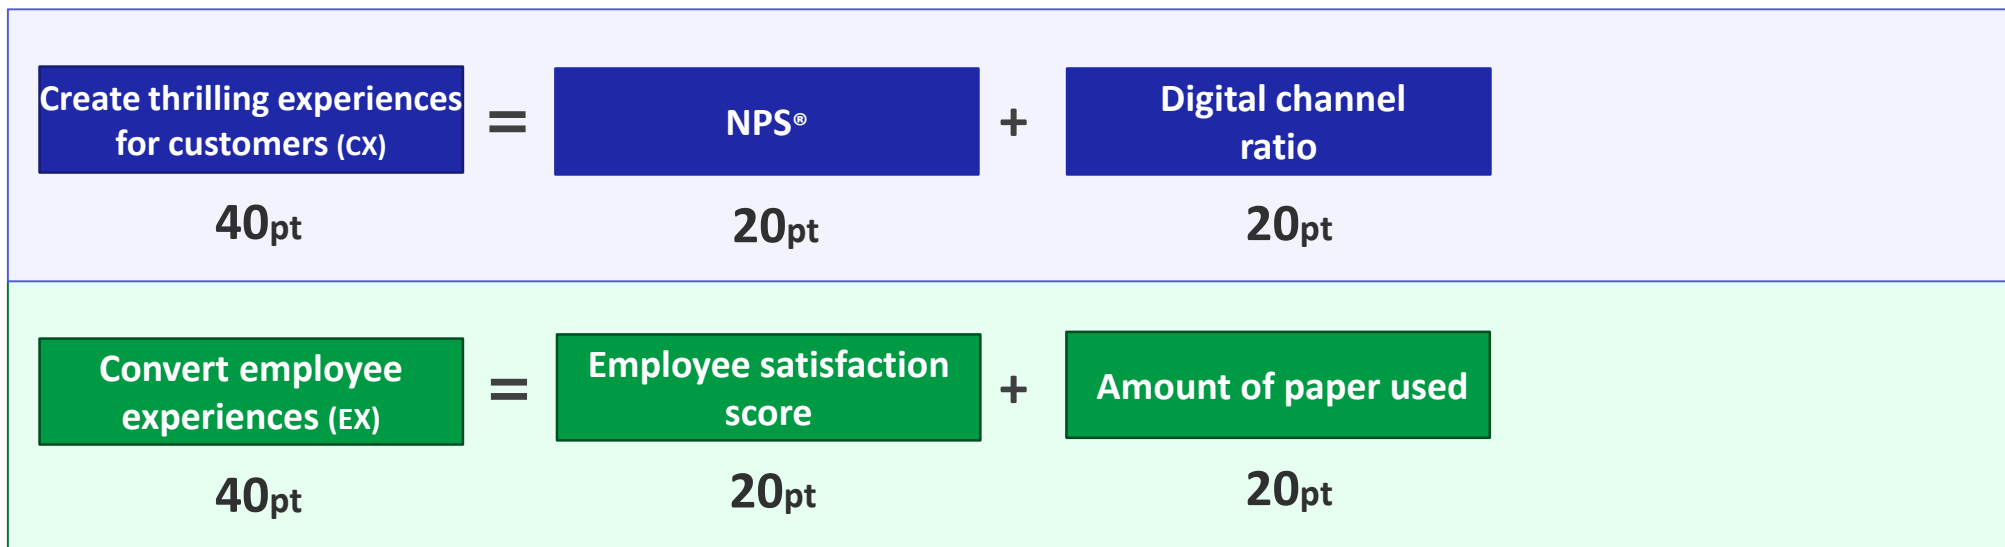 Create thrilling experiences
for customers (CX)
=
NPS®
+
Digital channel
ratio
40pt
20pt
20pt
Convert employee
experiences (EX)
=
Employee satisfaction
score
+
Amount of paper used
40pt
20pt
20pt